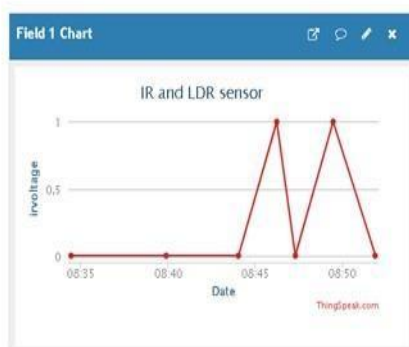 Field 1 Chart
IR and LDR sensor
irvoltage
1
0.5
0
08:35 08:40 08:45 08:50
Date
ThingSpeak.com